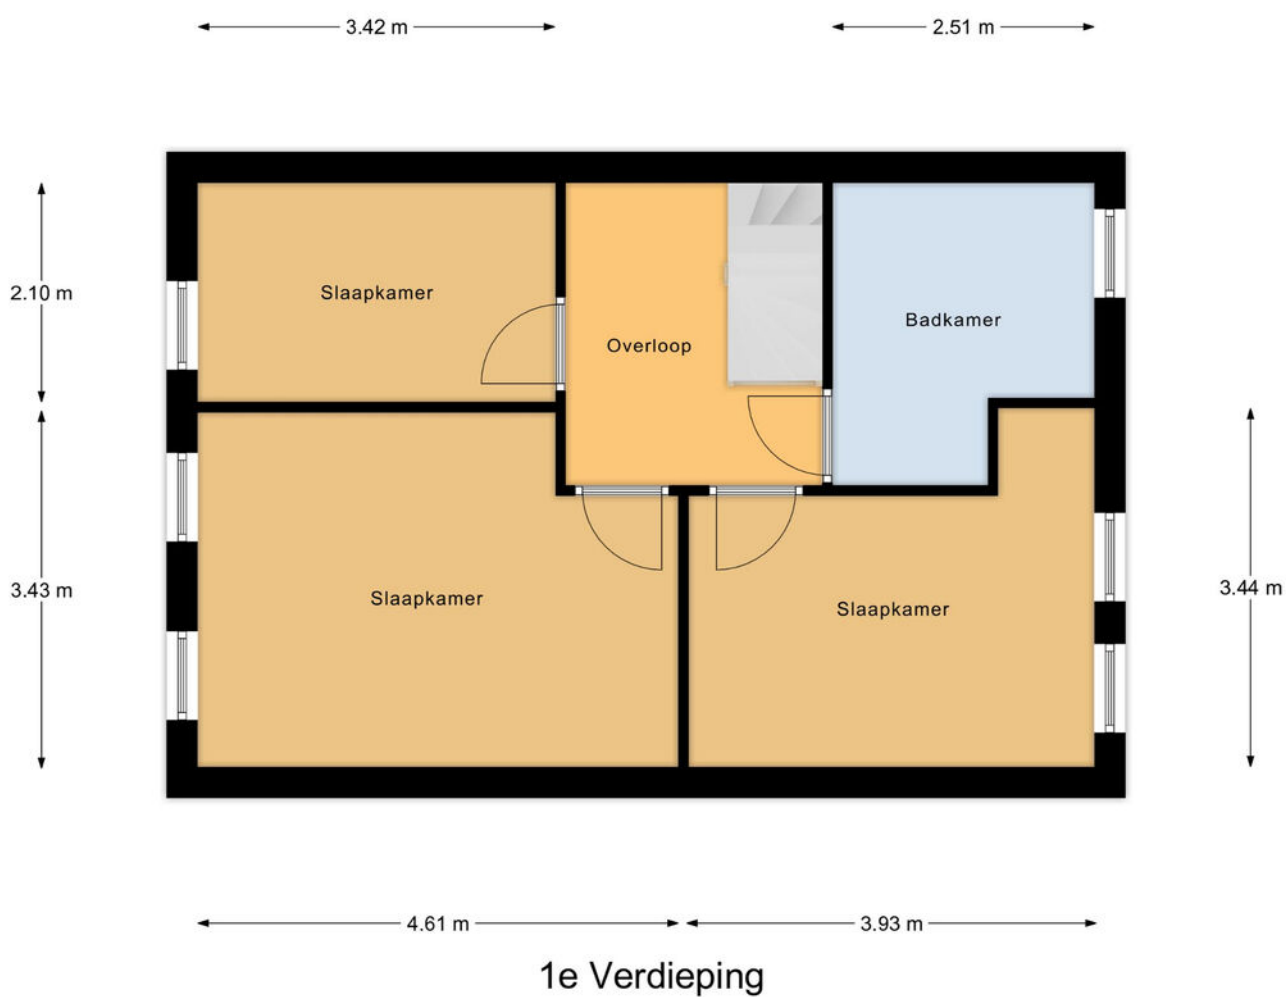 3.42 m
2.51 m
2.10 m
Slaapkamer
Overloop
Badkamer
3.43 m
Slaapkamer
Slaapkamer
3.44 m
4.61 m
3.93 m
1e Verdieping